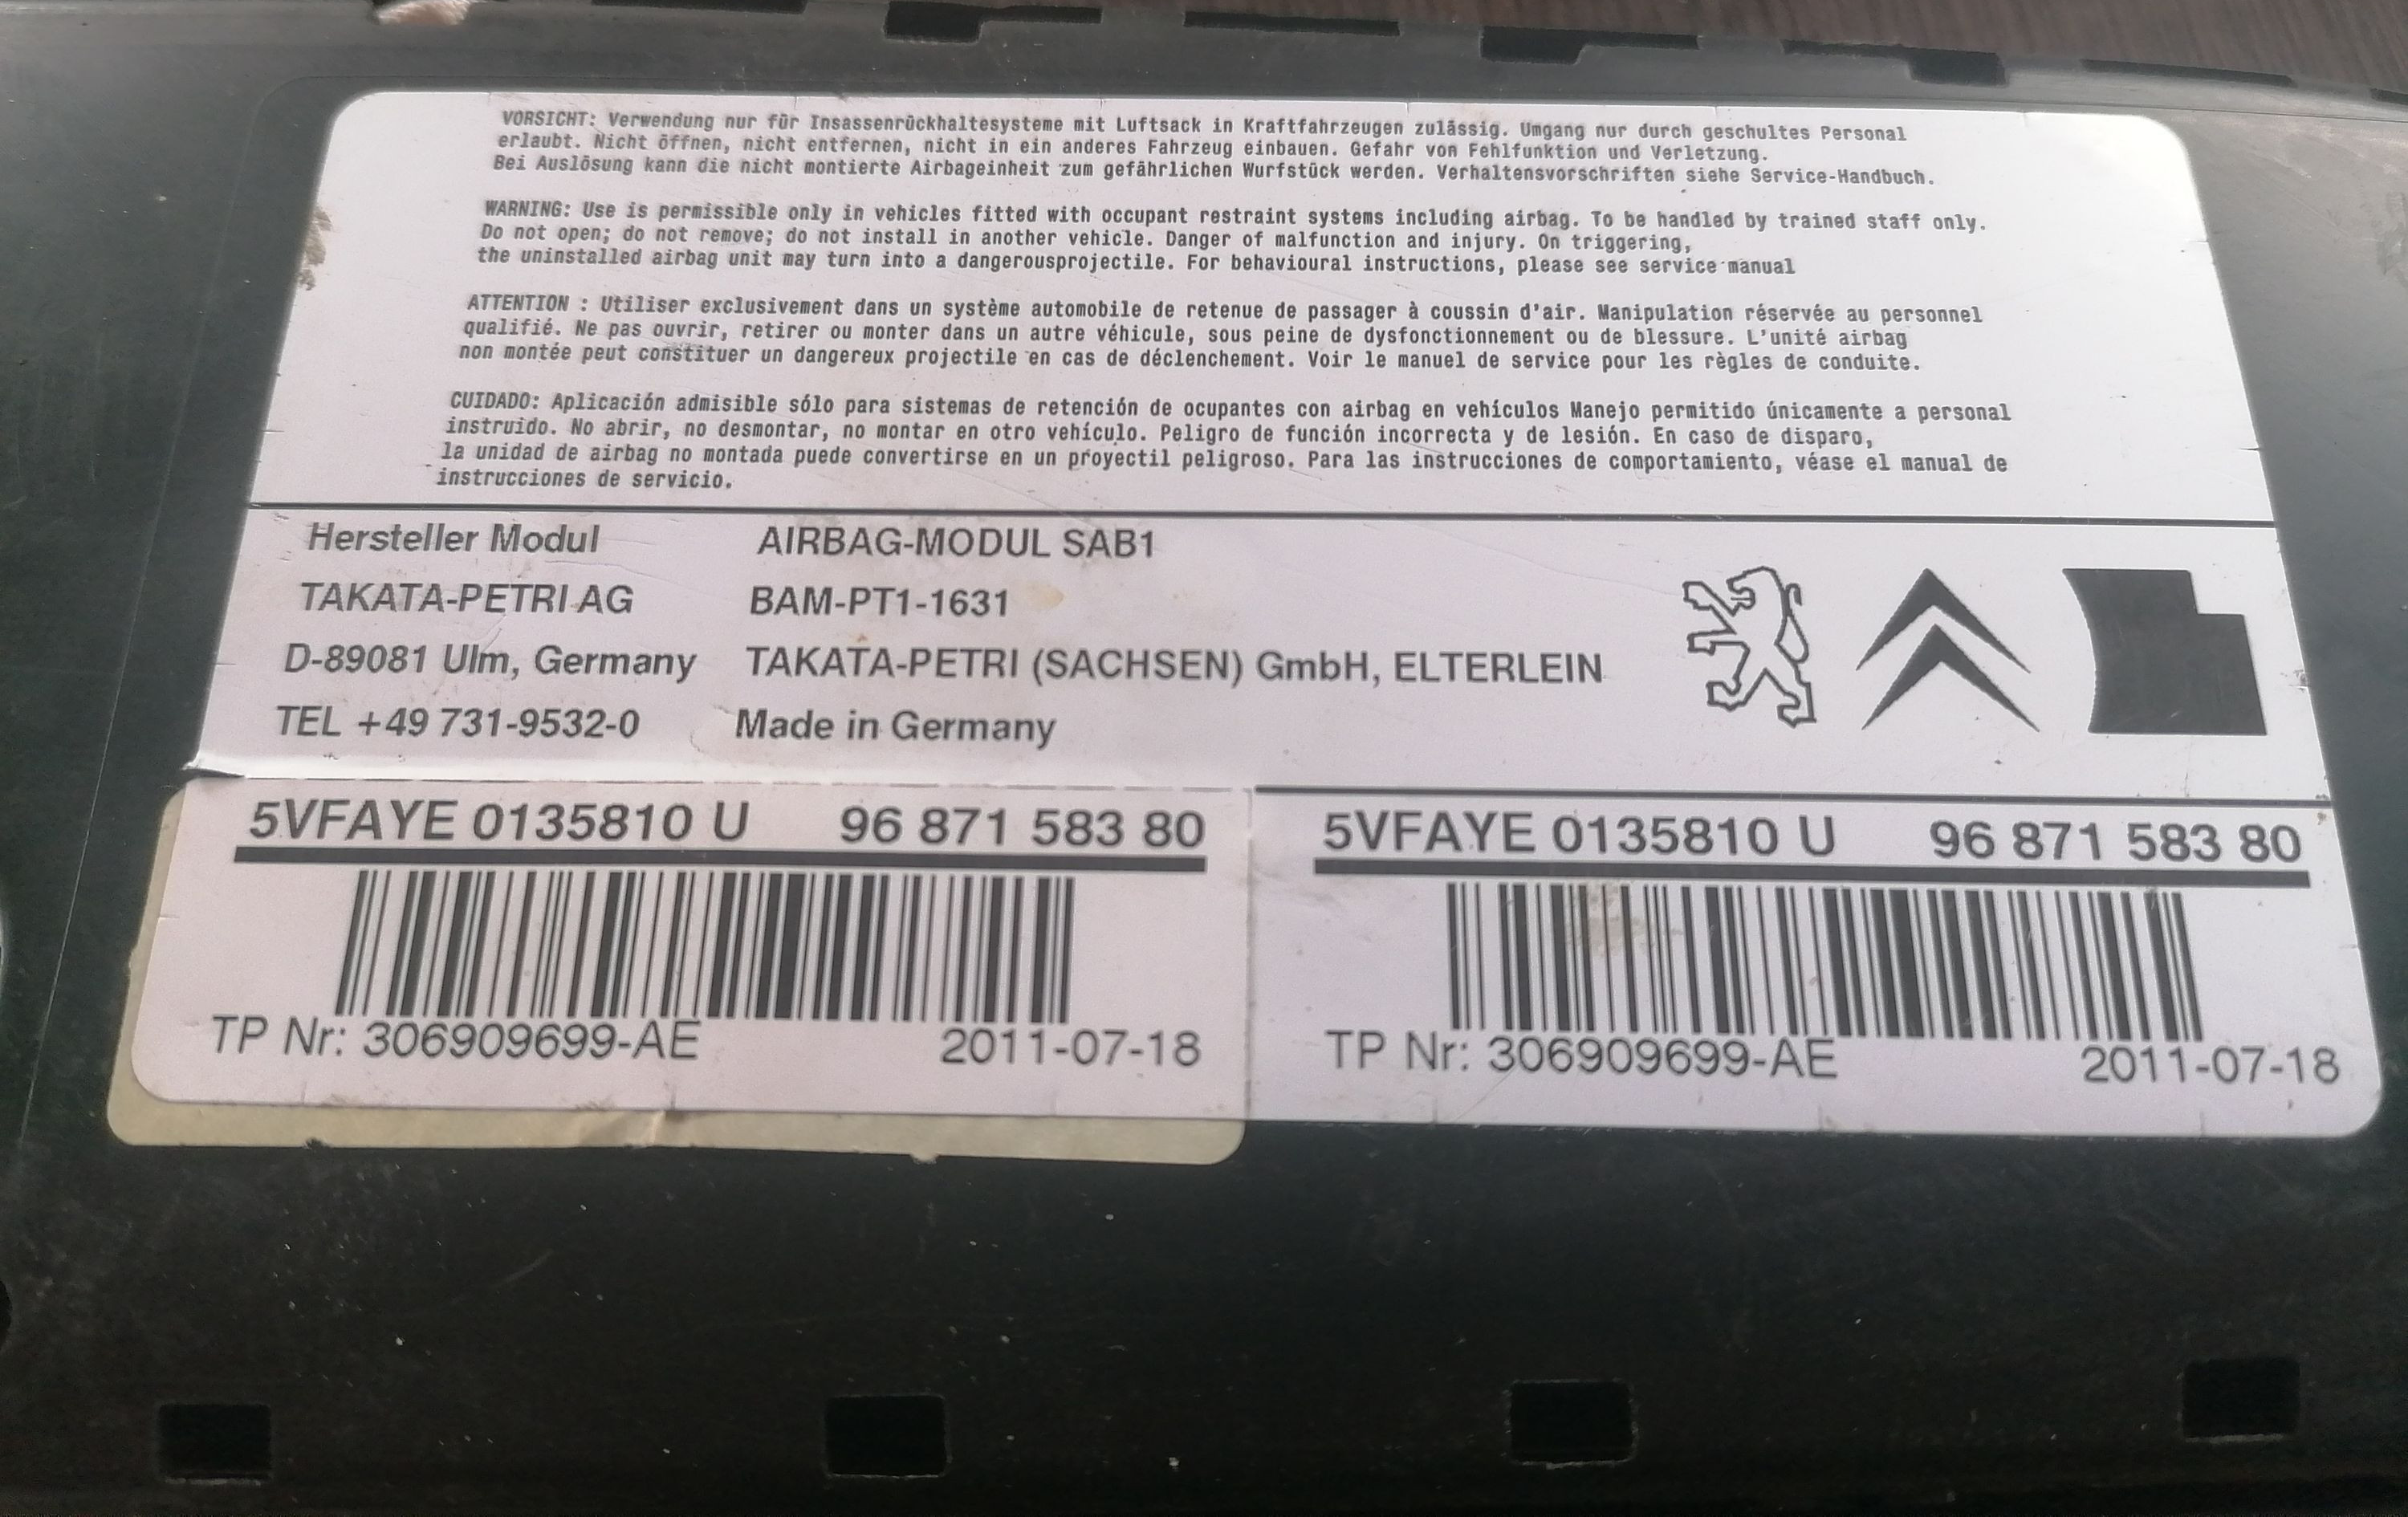 VORSICHT: Verwendung nur für Insassenrückhaltesysteme mit Luftsack in Kraftfahrzeugen zulässig. Umgang nur durch geschultes Personal
erlaubt. Nicht öffnen, nicht entfernen, nicht in ein anderes Fahrzeug einbauen. Gefahr von Fehlfunktion und Verletzung.
Bei Auslösung kann die nicht montierte Airbageinheit zum gefährlichen Wurfstück werden. Verhaltensvorschriften siehe Service-Handbuch.
WARNING: Use is permissible only in vehicles fitted with occupant restraint systems including airbag. To be handled by trained staff only.
Do not open; do not remove; do not install in another vehicle. Danger of malfunction and injury. On triggering,
the uninstalled airbag unit may turn into a dangerousprojectile. For behavioural instructions, please see service manual
ATTENTION : Utiliser exclusivement dans un système automobile de retenue de passager à coussin d'air. Manipulation réservée au personnel
qualifié. Ne pas ouvrir, retirer ou monter dans un autre véhicule, sous peine de dysfonctionnement ou de blessure. L'unité airbag
non montée peut constituer un dangereux projectile en cas de déclenchement. Voir le manuel de service pour les règles de conduite.
CUIDADO: Aplicación admisible sólo para sistemas de retención de ocupantes con airbag en vehículos Manejo permitido únicamente a personal
instruido. No abrir, no desmontar, no montar en otro vehículo. Peligro de función incorrecta y de lesión. En caso de disparo,
la unidad de airbag no montada puede convertirse en un proyectil peligroso. Para las instrucciones de comportamiento, véase el manual de
instrucciones de servicio.
Hersteller Modul AIRBAG-MODUL SAB1
TAKATA-PETRI AG BAM-PT1-1631
D-89081 Ulm, Germany TAKATA-PETRI (SACHSEN) GmbH, ELTERLEIN
TEL +49 731-9532-0 Made in Germany
5VFAYE 0135810 U 96 871 583 80
TP Nr: 306909699-AE 2011-07-18
5VFAYE 0135810 U 96 871 583 80
TP Nr: 306909699-AE 2011-07-18